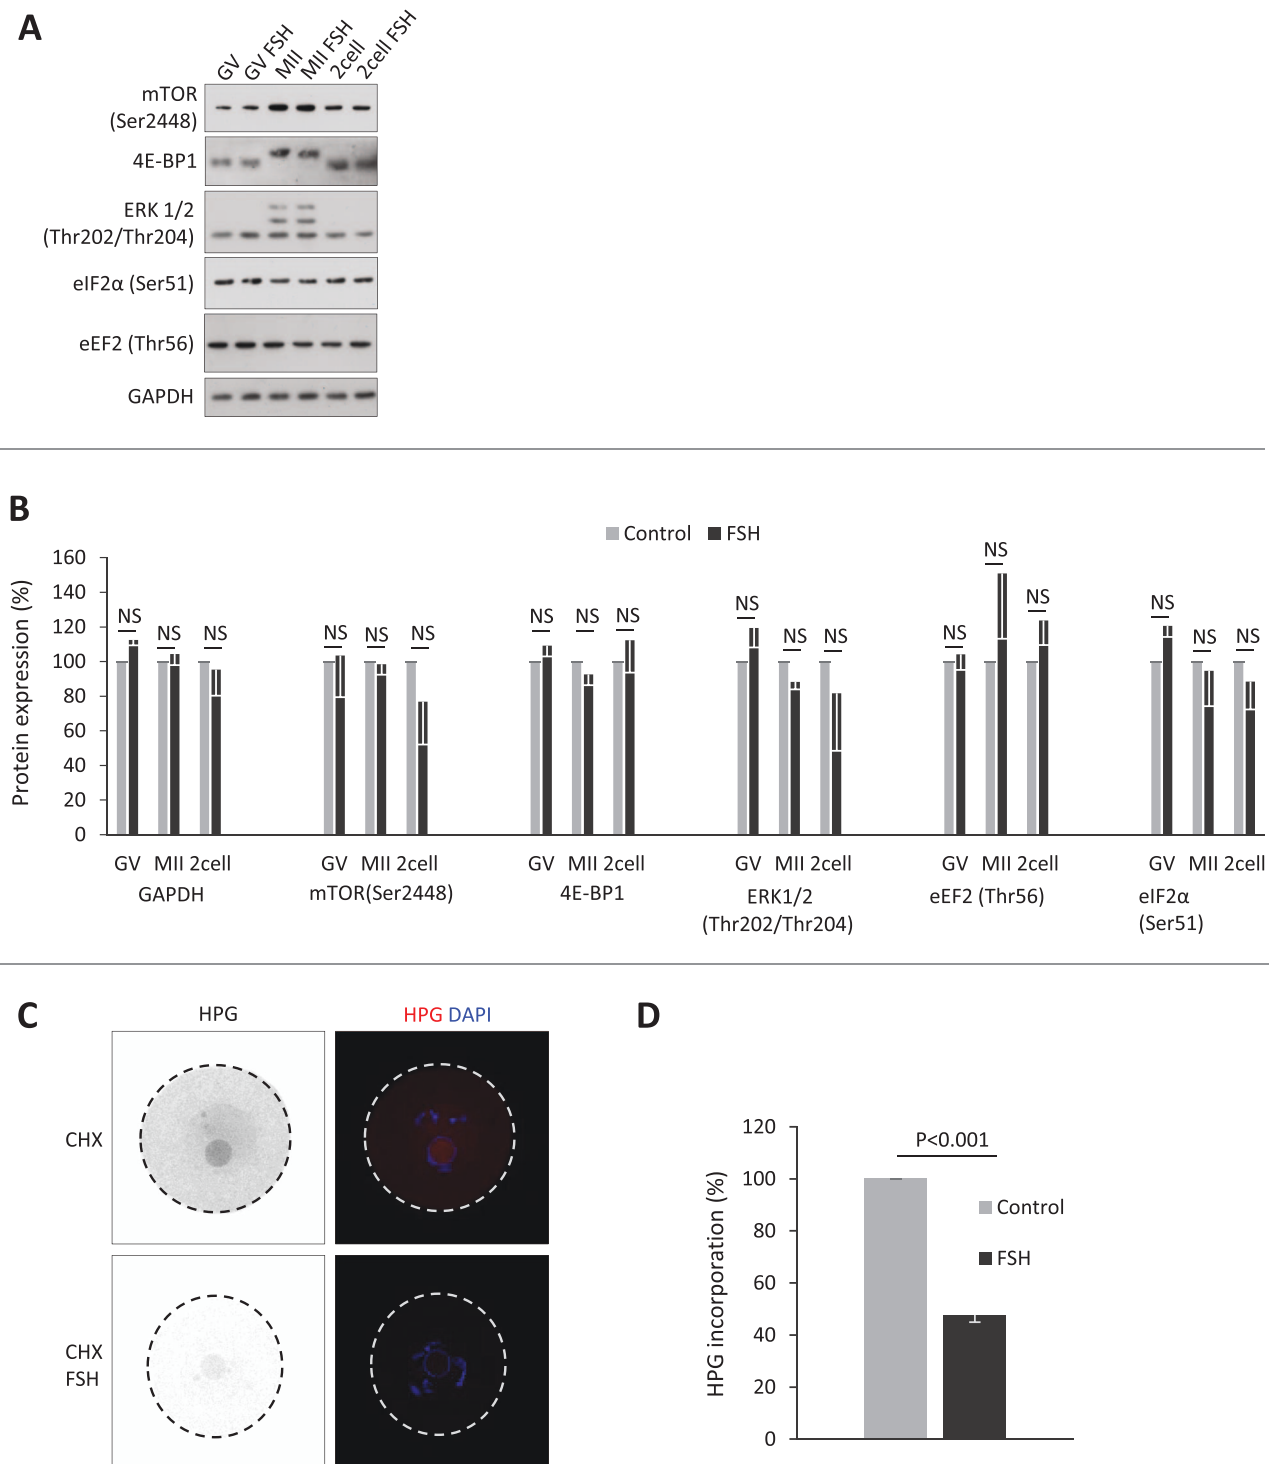 A
GV
GV FSH
MII
MII FSH
2cell
2cell FSH
mTOR
(Ser2448)
4E-BP1
ERK 1/2
(Thr202/Thr204)
eIF2α (Ser51)
eEF2 (Thr56)
GAPDH
B
Control FSH
Protein expression (%)
160
140
120
100
80
60
40
20
0
NS NS NS
NS NS NS
NS NS NS
NS NS NS
NS NS NS
NS NS NS
GV MII 2cell
GAPDH
GV MII 2cell
mTOR(Ser2448)
GV MII 2cell
4E-BP1
GV MII 2cell
ERK1/2
(Thr202/Thr204)
GV MII 2cell
eEF2 (Thr56)
GV MII 2cell
eIF2α
(Ser51)
C
HPG
HPG DAPI
CHX
CHX
FSH
D
HPG incorporation (%)
120
100
80
60
40
20
0
P<0.001
Control
FSH